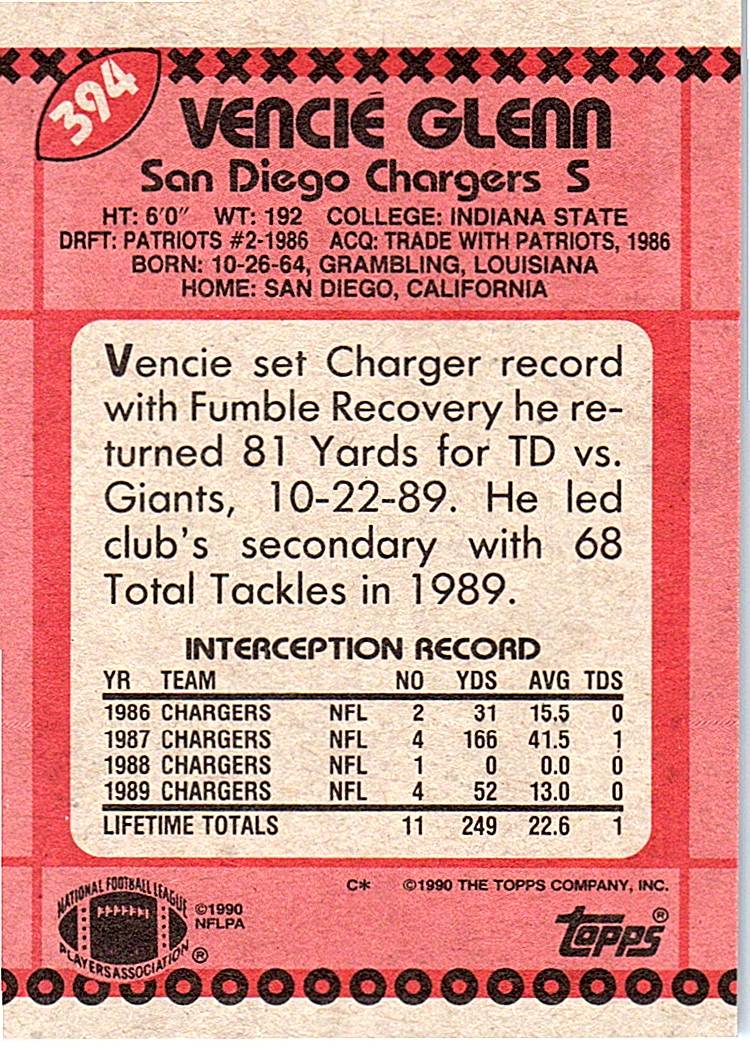 394
VENCIE GLENN
San Diego Chargers S
HT: 6'0" WT: 192 COLLEGE: INDIANA STATE
DRFT: PATRIOTS #2-1986 ACQ: TRADE WITH PATRIOTS, 1986
BORN: 10-26-64, GRAMBLING, LOUISIANA
HOME: SAN DIEGO, CALIFORNIA
Vencie set Charger record
with Fumble Recovery he re-
turned 81 Yards for TD vs.
Giants, 10-22-89. He led
club's secondary with 68
Total Tackles in 1989.
INTERCEPTION RECORD
YR TEAM NO YDS AVG TDS
1986 CHARGERS NFL 2 31 15.5 0
1987 CHARGERS NFL 4 166 41.5 1
1988 CHARGERS NFL 1 0 0.0 0
1989 CHARGERS NFL 4 52 13.0 0
LIFETIME TOTALS 11 249 22.6 1
C* ©1990 THE TOPPS COMPANY, INC.
NATIONAL FOOTBALL LEAGUE
PLAYERS ASSOCIATION ®
©1990
NFLPA
topps®